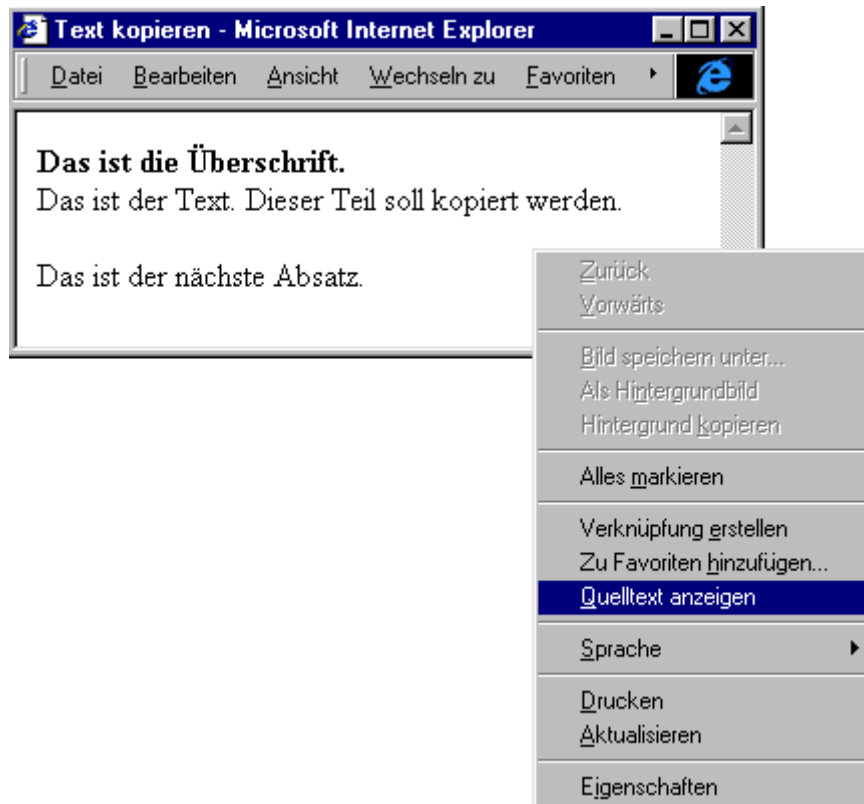 Text kopieren - Microsoft Internet Explorer
Datei Bearbeiten Ansicht Wechseln zu Favoriten
Das ist die Überschrift.
Das ist der Text. Dieser Teil soll kopiert werden.
Das ist der nächste Absatz.
Zurück
Vorwärts
Bild speichern unter...
Als Hintergrundbild
Hintergrund kopieren
Alles markieren
Verknüpfung erstellen
Zu Favoriten hinzufügen...
Quelltext anzeigen
Sprache
Drucken
Aktualisieren
Eigenschaften